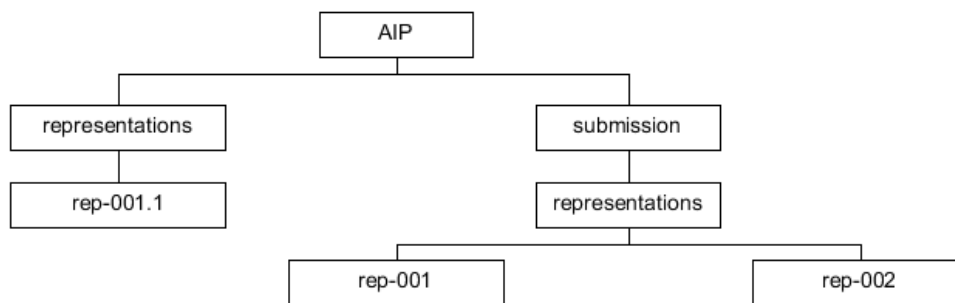 AIP
representations
submission
rep-001.1
representations
rep-001
rep-002